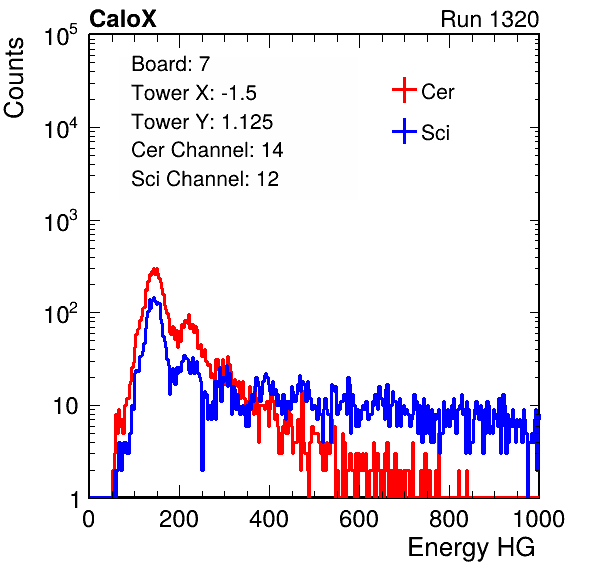 CaloX Run 1320
Counts
10^5
10^4
10^3
10^2
10
1
Board: 7
Tower X: -1.5
Tower Y: 1.125
Cer Channel: 14
Sci Channel: 12
Cer
Sci
0 200 400 600 800 1000
Energy HG